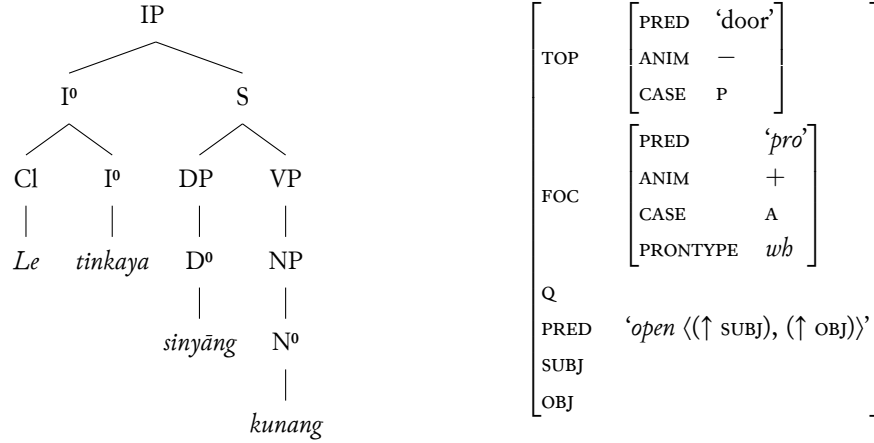 IP
I⁰ S
Cl I⁰ DP VP
Le tinkaya D⁰ NP
sinyāng N⁰
kunang
TOP
PRED ‘door’
ANIM −
CASE P
FOC
PRED ‘pro’
ANIM +
CASE A
PRONTYPE wh
Q
PRED ‘open ⟨(↑ SUBJ), (↑ OBJ)⟩’
SUBJ
OBJ